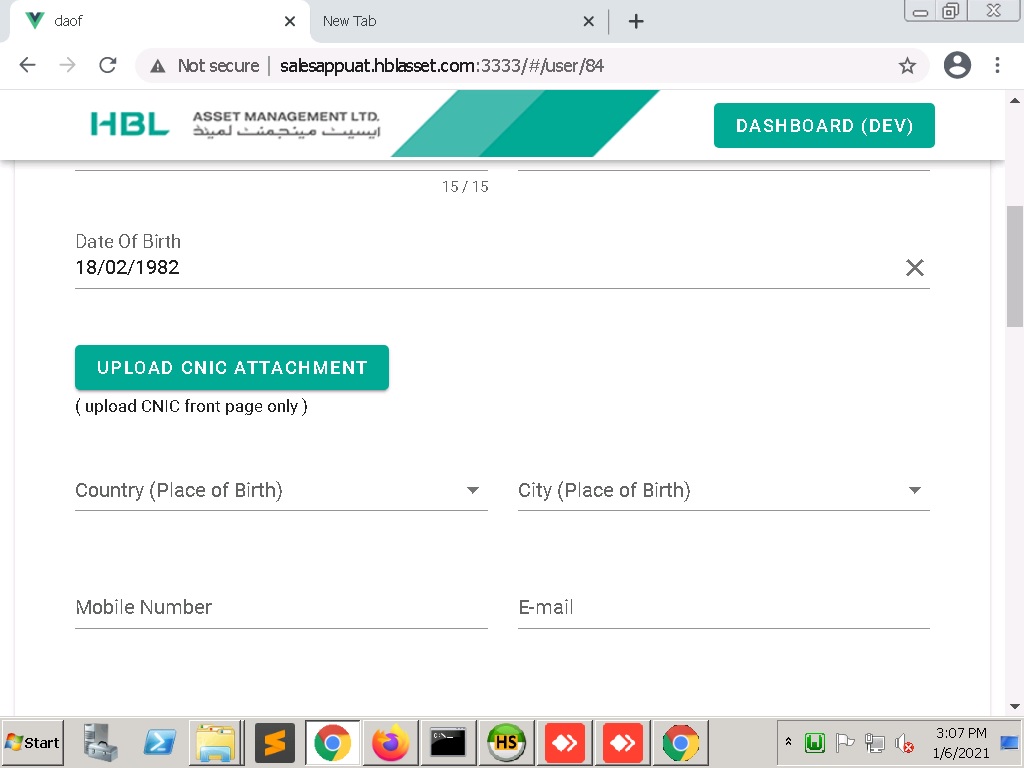 daof
New Tab
Not secure
salesappuat.hblasset.com:3333/#/user/84
HBL
ASSET MANAGEMENT LTD.
ایسیٹ مینجمنٹ لمیٹڈ
DASHBOARD (DEV)
15 / 15
Date Of Birth
18/02/1982
UPLOAD CNIC ATTACHMENT
( upload CNIC front page only )
Country (Place of Birth)
City (Place of Birth)
Mobile Number
E-mail
Start
HS
3:07 PM
1/6/2021